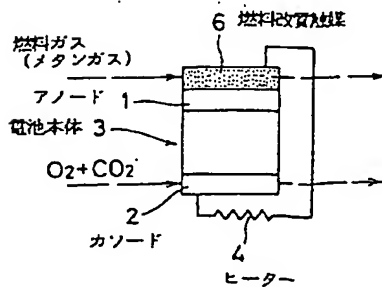 6 燃料改質触媒
燃料ガス
(メタンガス)
アノード 1
電池本体 3
O2+CO2
2
カソード
4
ヒーター